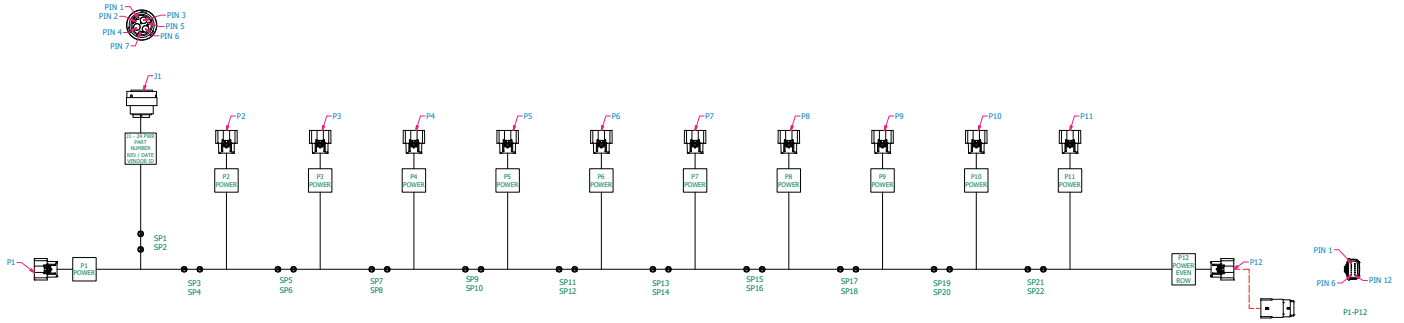 PIN 1
PIN 2
PIN 3
PIN 5
PIN 4
PIN 6
PIN 7
J1
J1 - 24 PWR
PART
NUMBER
REV / DATE
VENDOR ID
P2
P3
P4
P5
P6
P7
P8
P9
P10
P11
P2
POWER
P3
POWER
P4
POWER
P5
POWER
P6
POWER
P7
POWER
P8
POWER
P9
POWER
P10
POWER
P11
POWER
SP1
SP2
P1
P1
POWER
SP3
SP4
SP5
SP6
SP7
SP8
SP9
SP10
SP11
SP12
SP13
SP14
SP15
SP16
SP17
SP18
SP19
SP20
SP21
SP22
P12
POWER
EVEN
ROW
P12
PIN 1
PIN 6
PIN 12
P1-P12